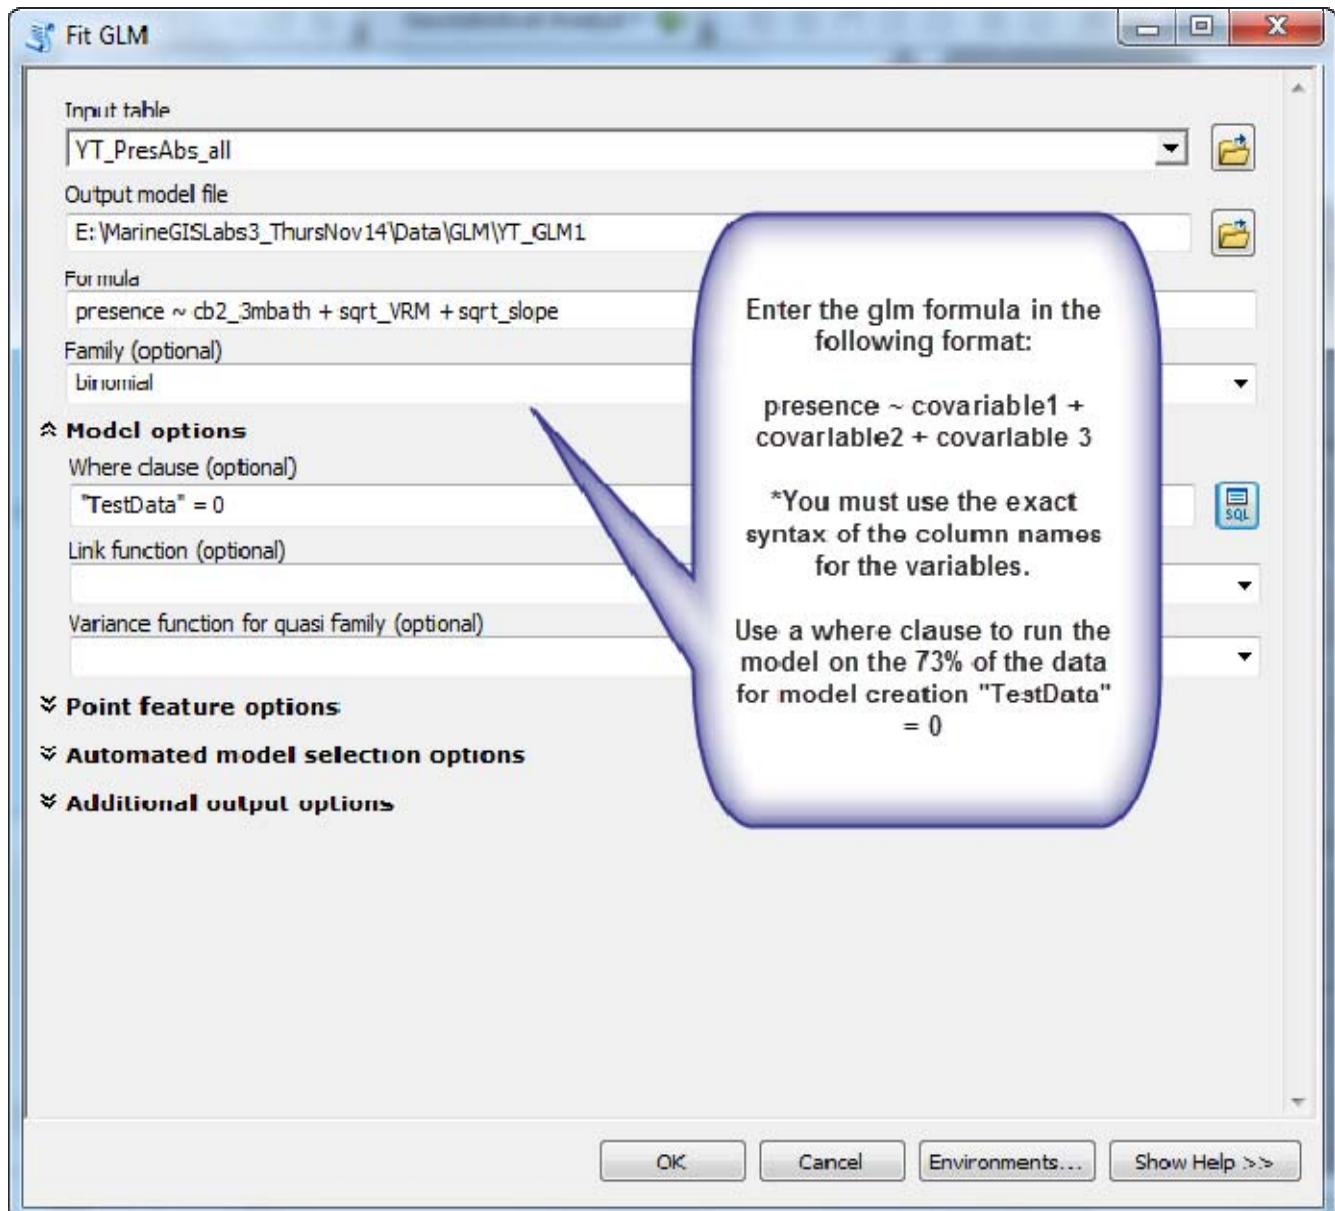 Fit GLM
Input table
YT_PresAbs_all
Output model file
E:\MarineGISLabs3_ThursNov14\Data\GLM\YT_GLM1
Formula
presence ~ cb2_3mbath + sqrt_VRM + sqrt_slope
Family (optional)
binomial
Model options
Where clause (optional)
"TestData" = 0
SQL
Link function (optional)
Variance function for quasi family (optional)
Point feature options
Automated model selection options
Additional output options
Enter the glm formula in the
following format:
presence ~ covariable1 +
covariable2 + covariable 3
*You must use the exact
syntax of the column names
for the variables.
Use a where clause to run the
model on the 73% of the data
for model creation "TestData"
= 0
OK
Cancel
Environments...
Show Help >>